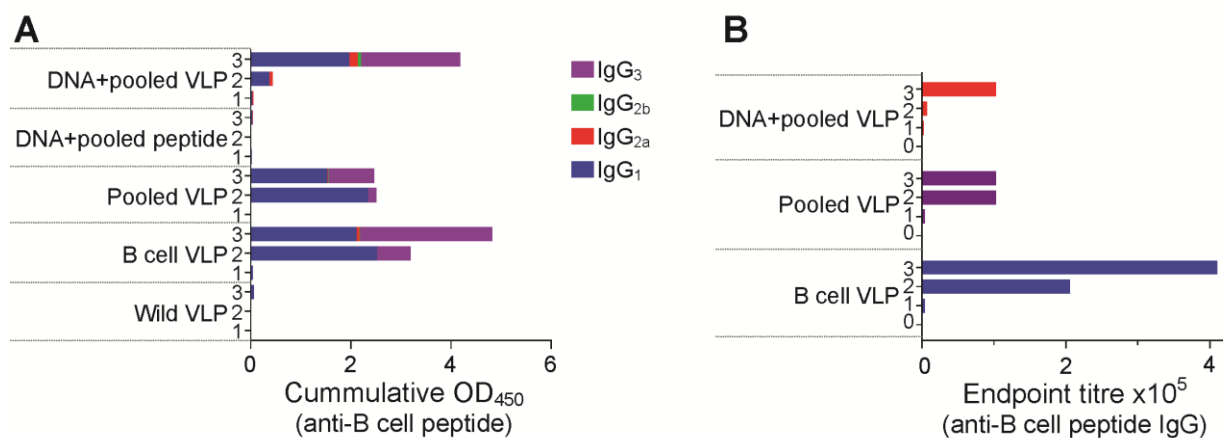 A
DNA+pooled VLP
3
2
1
DNA+pooled peptide
3
2
1
Pooled VLP
3
2
1
B cell VLP
3
2
1
Wild VLP
3
2
1
0 2 4 6
Cummulative OD₄₅₀
(anti-B cell peptide)
IgG₃
IgG₂b
IgG₂a
IgG₁
B
DNA+pooled VLP
3
2
1
0
Pooled VLP
3
2
1
0
B cell VLP
3
2
1
0
0 2 4
Endpoint titre x10⁵
(anti-B cell peptide IgG)